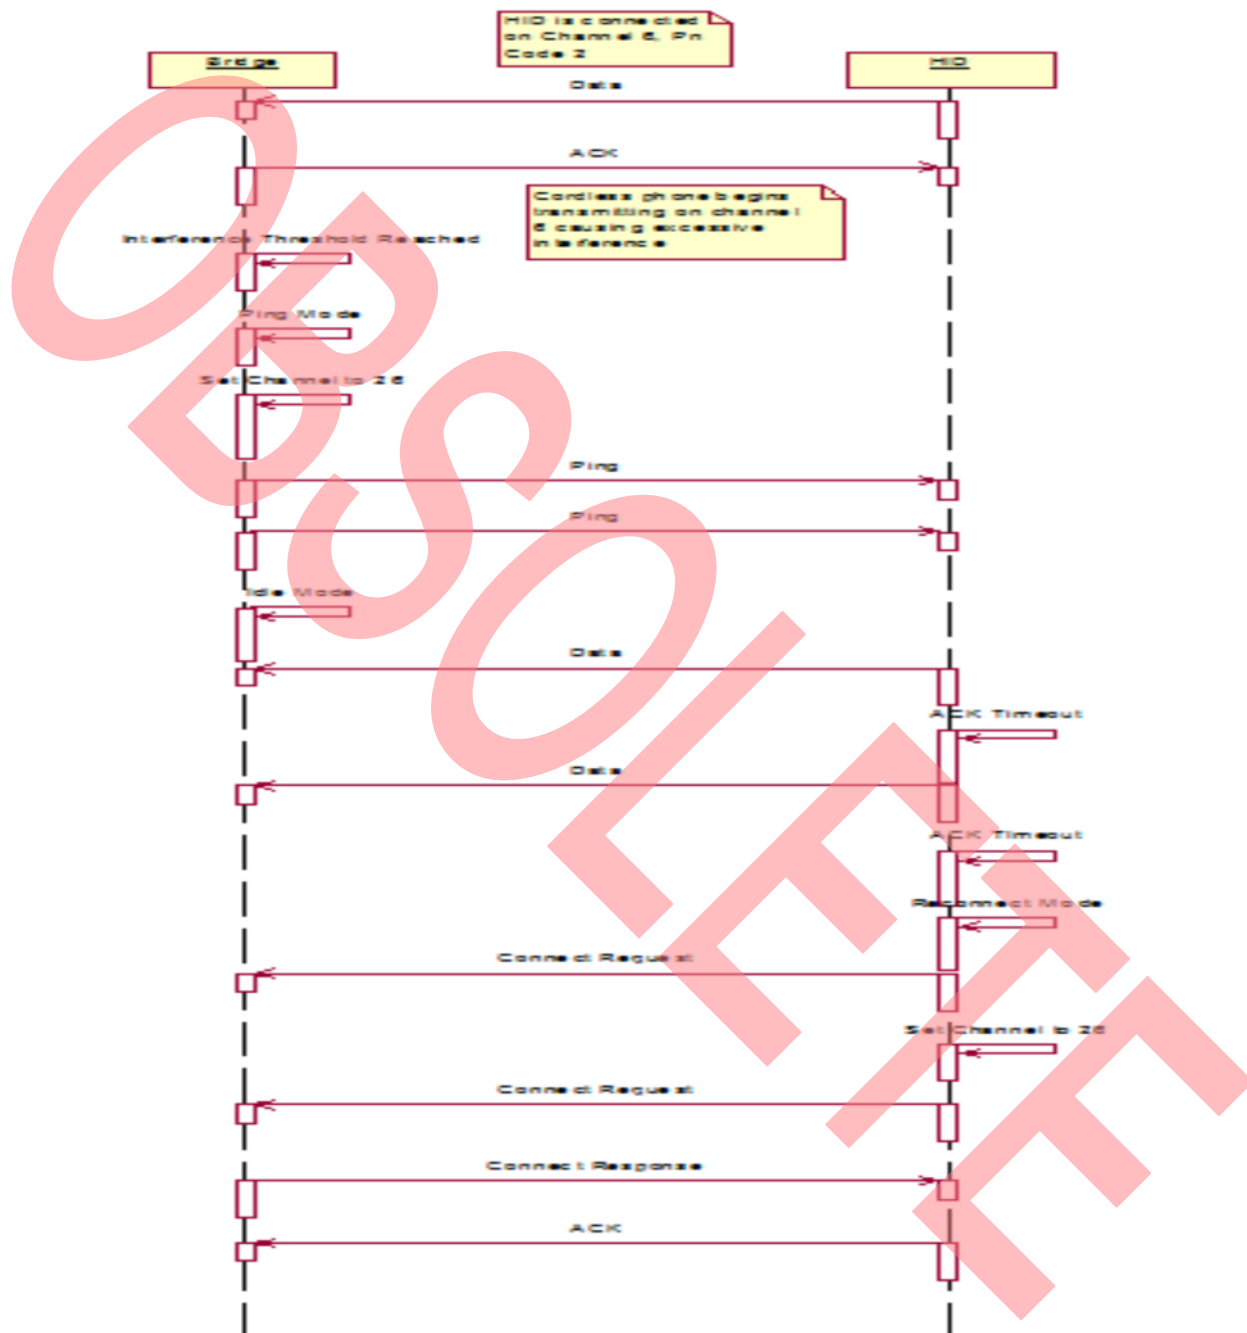 HID is connected
on Channel 6, Pn
Code 2
Bridge
HID
Data
ACK
Cordless phone begins
transmitting on channel
6 causing excessive
interference
Interference Threshold Reached
Ping Mode
Set Channel to 26
Ping
Ping
Idle Mode
Data
ACK Timeout
Data
ACK Timeout
Reconnect Mode
Connect Request
Set Channel to 26
Connect Request
Connect Response
ACK
OBSOLETE